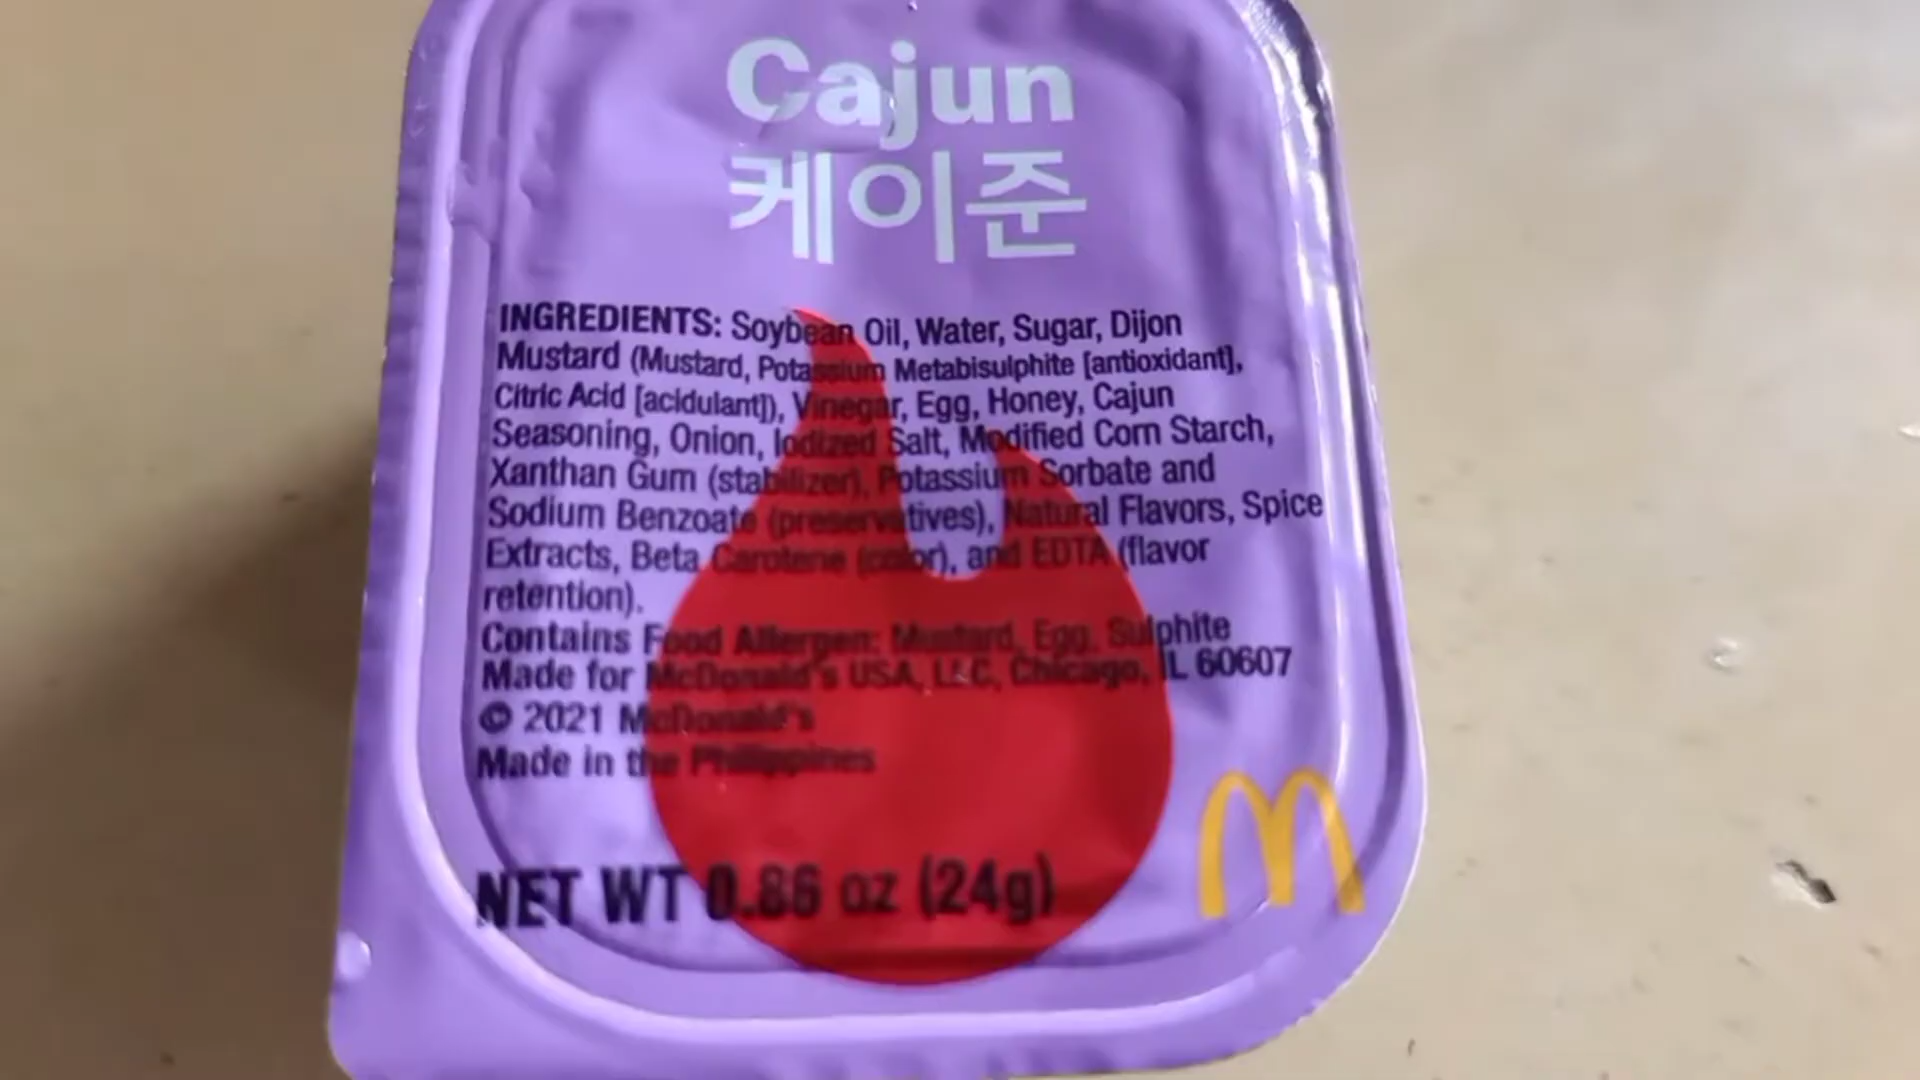 Cajun
케이준
INGREDIENTS: Soybean Oil, Water, Sugar, Dijon
Mustard (Mustard, Potassium Metabisulphite [antioxidant],
Citric Acid [acidulant]), Vinegar, Egg, Honey, Cajun
Seasoning, Onion, Iodized Salt, Modified Corn Starch,
Xanthan Gum (stabilizer), Potassium Sorbate and
Sodium Benzoate (preservatives), Natural Flavors, Spice
Extracts, Beta Carotene (color), and EDTA (flavor
retention).
Contains Food Allergen: Mustard, Egg, Sulphite
Made for McDonald's USA, LLC, Chicago, IL 60607
© 2021 McDonald's
Made in the Philippines
NET WT 0.86 oz (24g)